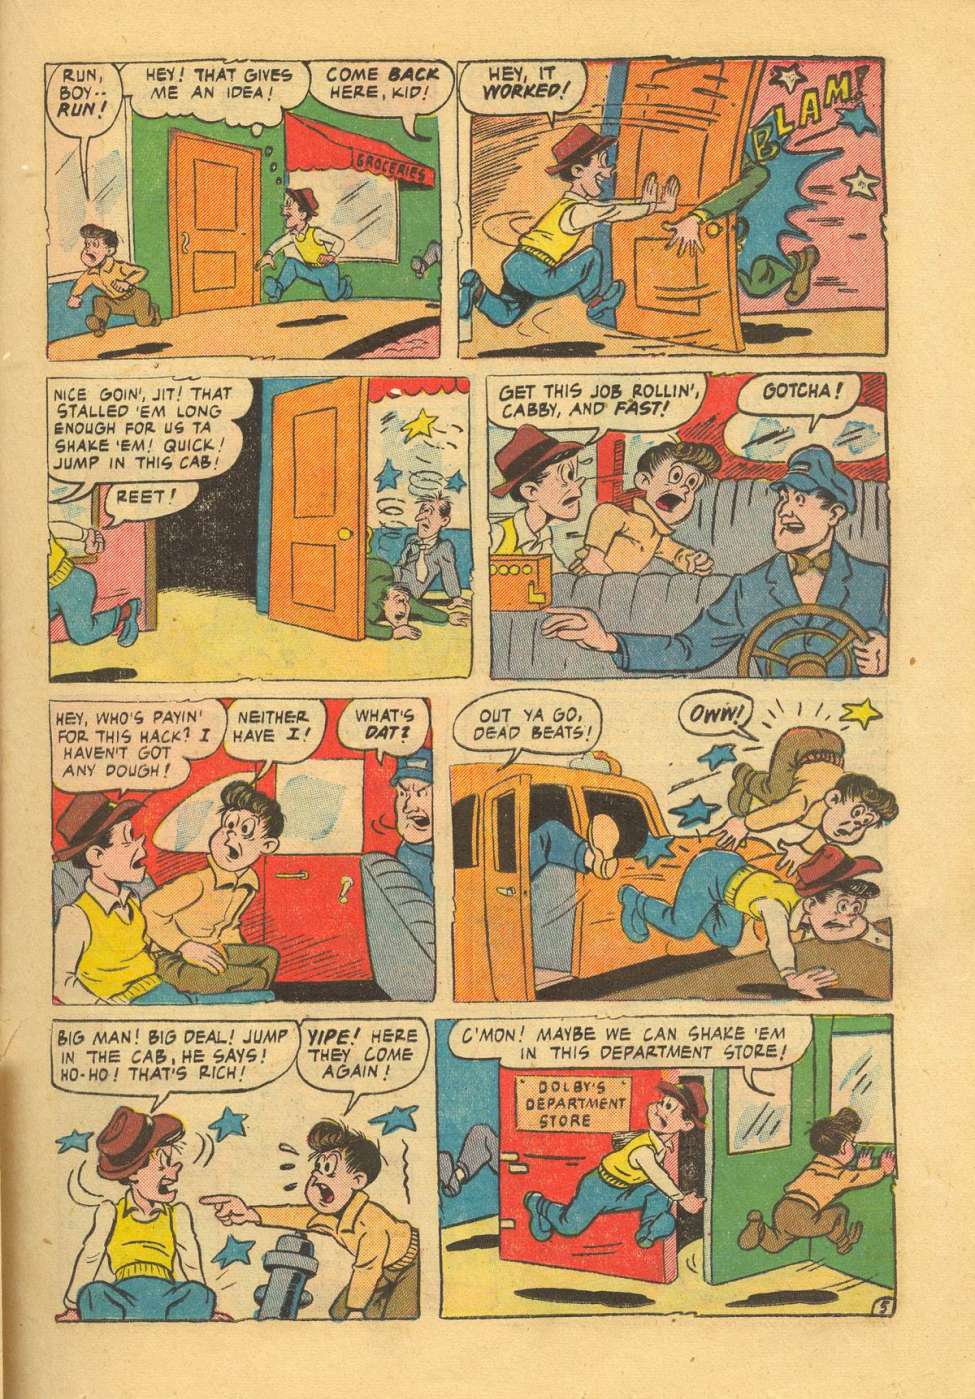 RUN,
BOY--
RUN!
HEY! THAT GIVES
ME AN IDEA!
COME BACK
HERE, KID!
GROCERIES
HEY, IT
WORKED!
BLAM!
NICE GOIN', JIT! THAT
STALLED 'EM LONG
ENOUGH FOR US TA
SHAKE 'EM! QUICK!
JUMP IN THIS CAB!
REET!
GET THIS JOB ROLLIN',
CABBY, AND FAST!
GOTCHA!
HEY, WHO'S PAYIN'
FOR THIS HACK? I
HAVEN'T GOT
ANY DOUGH!
NEITHER
HAVE I!
WHAT'S
DAT?
OUT YA GO,
DEAD BEATS!
OWW!
BIG MAN! BIG DEAL! JUMP
IN THE CAB, HE SAYS!
HO-HO! THAT'S RICH!
YIPE! HERE
THEY COME
AGAIN!
C'MON! MAYBE WE CAN SHAKE 'EM
IN THIS DEPARTMENT STORE!
DOLBY'S
DEPARTMENT
STORE
5